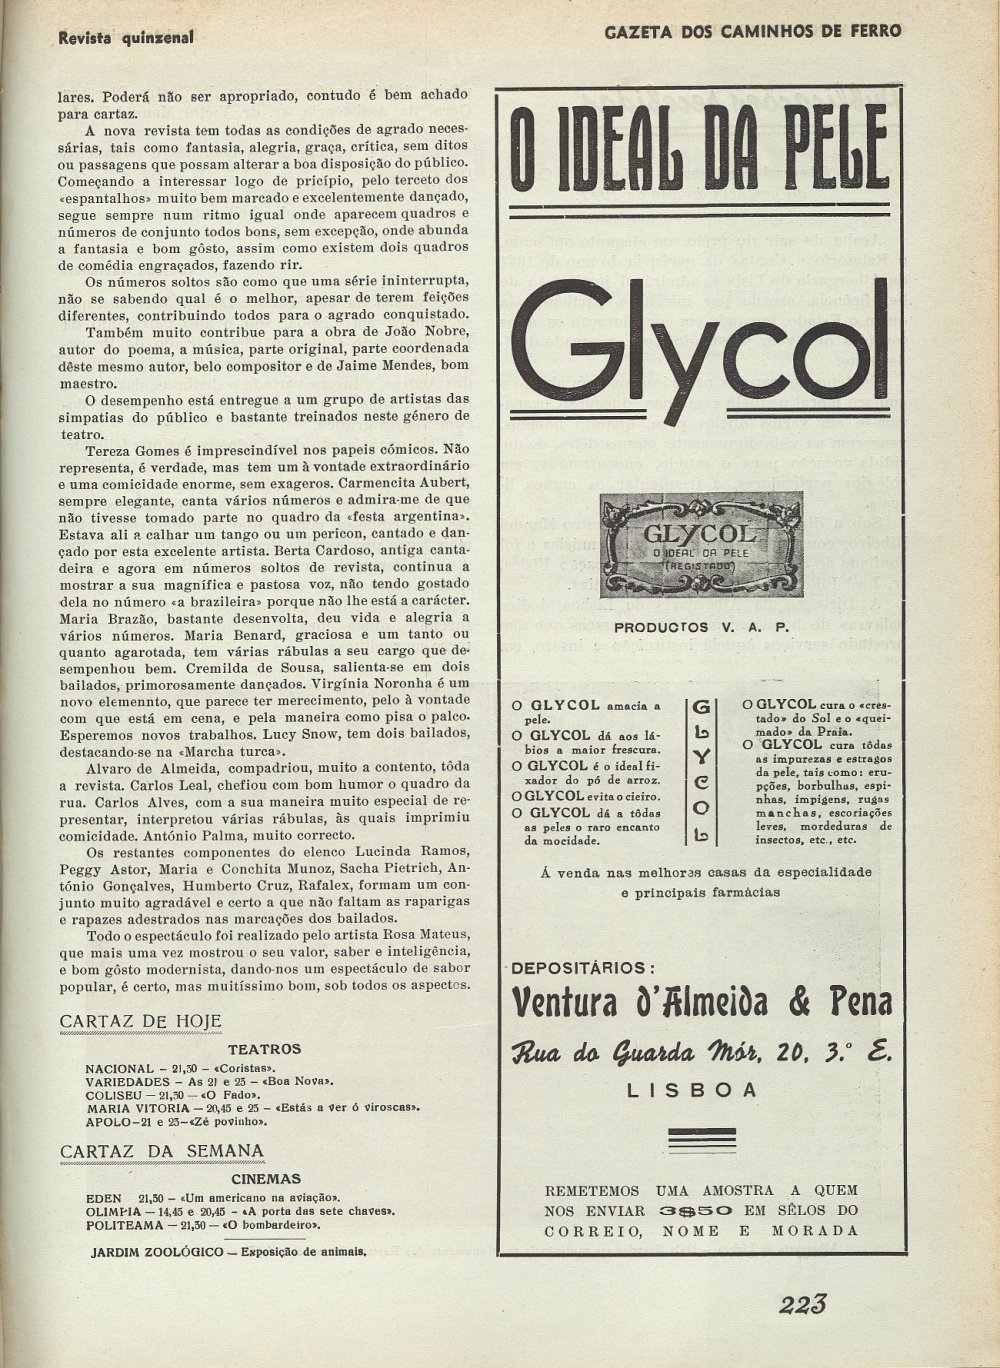 Revista quinzenal
GAZETA DOS CAMINHOS DE FERRO
lares. Poderá não ser apropriado, contudo é bem achado
para cartaz.
A nova revista tem todas as condições de agrado neces-
sárias, tais como fantasia, alegria, graça, crítica, sem ditos
ou passagens que possam alterar a boa disposição do público.
Começando a interessar logo de pricípio, pelo terceto dos
«espantalhos» muito bem marcado e excelentemente dançado,
segue sempre num ritmo igual onde aparecem quadros e
números de conjunto todos bons, sem excepção, onde abunda
a fantasia e bom gôsto, assim como existem dois quadros
de comédia engraçados, fazendo rir.
Os números soltos são como que uma série ininterrupta,
não se sabendo qual é o melhor, apesar de terem feições
diferentes, contribuindo todos para o agrado conquistado.
Também muito contribue para a obra de João Nobre,
autor do poema, a música, parte original, parte coordenada
dêste mesmo autor, belo compositor e de Jaime Mendes, bom
maestro.
O desempenho está entregue a um grupo de artistas das
simpatias do público e bastante treinados neste género de
teatro.
Tereza Gomes é imprescindível nos papeis cómicos. Não
representa, é verdade, mas tem um à vontade extraordinário
e uma comicidade enorme, sem exageros. Carmencita Aubert,
sempre elegante, canta vários números e admira-me de que
não tivesse tomado parte no quadro da «festa argentina».
Estava ali a calhar um tango ou um pericon, cantado e dan-
çado por esta excelente artista. Berta Cardoso, antiga canta-
deira e agora em números soltos de revista, continua a
mostrar a sua magnífica e pastosa voz, não tendo gostado
dela no número «a brazileira» porque não lhe está a carácter.
Maria Brazão, bastante desenvolta, deu vida e alegria a
vários números. Maria Benard, graciosa e um tanto ou
quanto agarotada, tem várias rábulas a seu cargo que de-
sempenhou bem. Cremilda de Sousa, salienta-se em dois
bailados, primorosamente dançados. Virgínia Noronha é um
novo elemennto, que parece ter merecimento, pelo à vontade
com que está em cena, e pela maneira como pisa o palco.
Esperemos novos trabalhos. Lucy Snow, tem dois bailados,
destacando-se na «Marcha turca».
Alvaro de Almeida, compadriou, muito a contento, tôda
a revista. Carlos Leal, chefiou com bom humor o quadro da
rua. Carlos Alves, com a sua maneira muito especial de re-
presentar, interpretou várias rábulas, às quais imprimiu
comicidade. António Palma, muito correcto.
Os restantes componentes do elenco Lucinda Ramos,
Peggy Astor, Maria e Conchita Munoz, Sacha Pietrich, An-
tónio Gonçalves, Humberto Cruz, Rafalex, formam um con-
junto muito agradável e certo a que não faltam as raparigas
e rapazes adestrados nas marcações dos bailados.
Todo o espectáculo foi realizado pelo artista Rosa Mateus,
que mais uma vez mostrou o seu valor, saber e inteligência,
e bom gôsto modernista, dando-nos um espectáculo de sabor
popular, é certo, mas muitíssimo bom, sob todos os aspectos.
CARTAZ DE HOJE
TEATROS
NACIONAL — 21,30 — «Coristas».
VARIEDADES — As 21 e 23 — «Boa Nova».
COLISEU — 21,30 — «O Fado».
MARIA VITORIA — 20,45 e 23 — «Estás a ver ó viroscas».
APOLO—21 e 23—«Zé povinho».
CARTAZ DA SEMANA
CINEMAS
EDEN 21,30 — «Um americano na aviação».
OLIMPIA — 14,45 e 20,45 - «A porta das sete chaves».
POLITEAMA — 21,30 — «O bombardeiro».
JARDIM ZOOLÓGICO — Exposição de animais.
O IDEAL DA PELE
Glycol
GLYCOL
O IDEAL DA PELE
(REGISTADO)
PRODUCTOS V. A. P.
O GLYCOL amacia a
pele.
O GLYCOL dá aos lá-
bios a maior frescura.
O GLYCOL é o ideal fi-
xador do pó de arroz.
O GLYCOL evita o cieiro.
O GLYCOL dá a tôdas
as peles o raro encanto
da mocidade.
GLYCOL
O GLYCOL cura o «cres-
tado» do Sol e o «quei-
mado» da Praia.
O GLYCOL cura tôdas
as impurezas e estragos
da pele, tais como: eru-
pções, borbulhas, espi-
nhas, impigens, rugas
manchas, escoriações
leves, mordeduras de
insectos, etc., etc.
Á venda nas melhores casas da especialidade
e principais farmácias
DEPOSITÁRIOS:
Ventura d'Almeida & Pena
Rua do Guarda Mór, 20, 3.º E.
LISBOA
REMETEMOS UMA AMOSTRA A QUEM
NOS ENVIAR 3$50 EM SÊLOS DO
CORREIO, NOME E MORADA
223